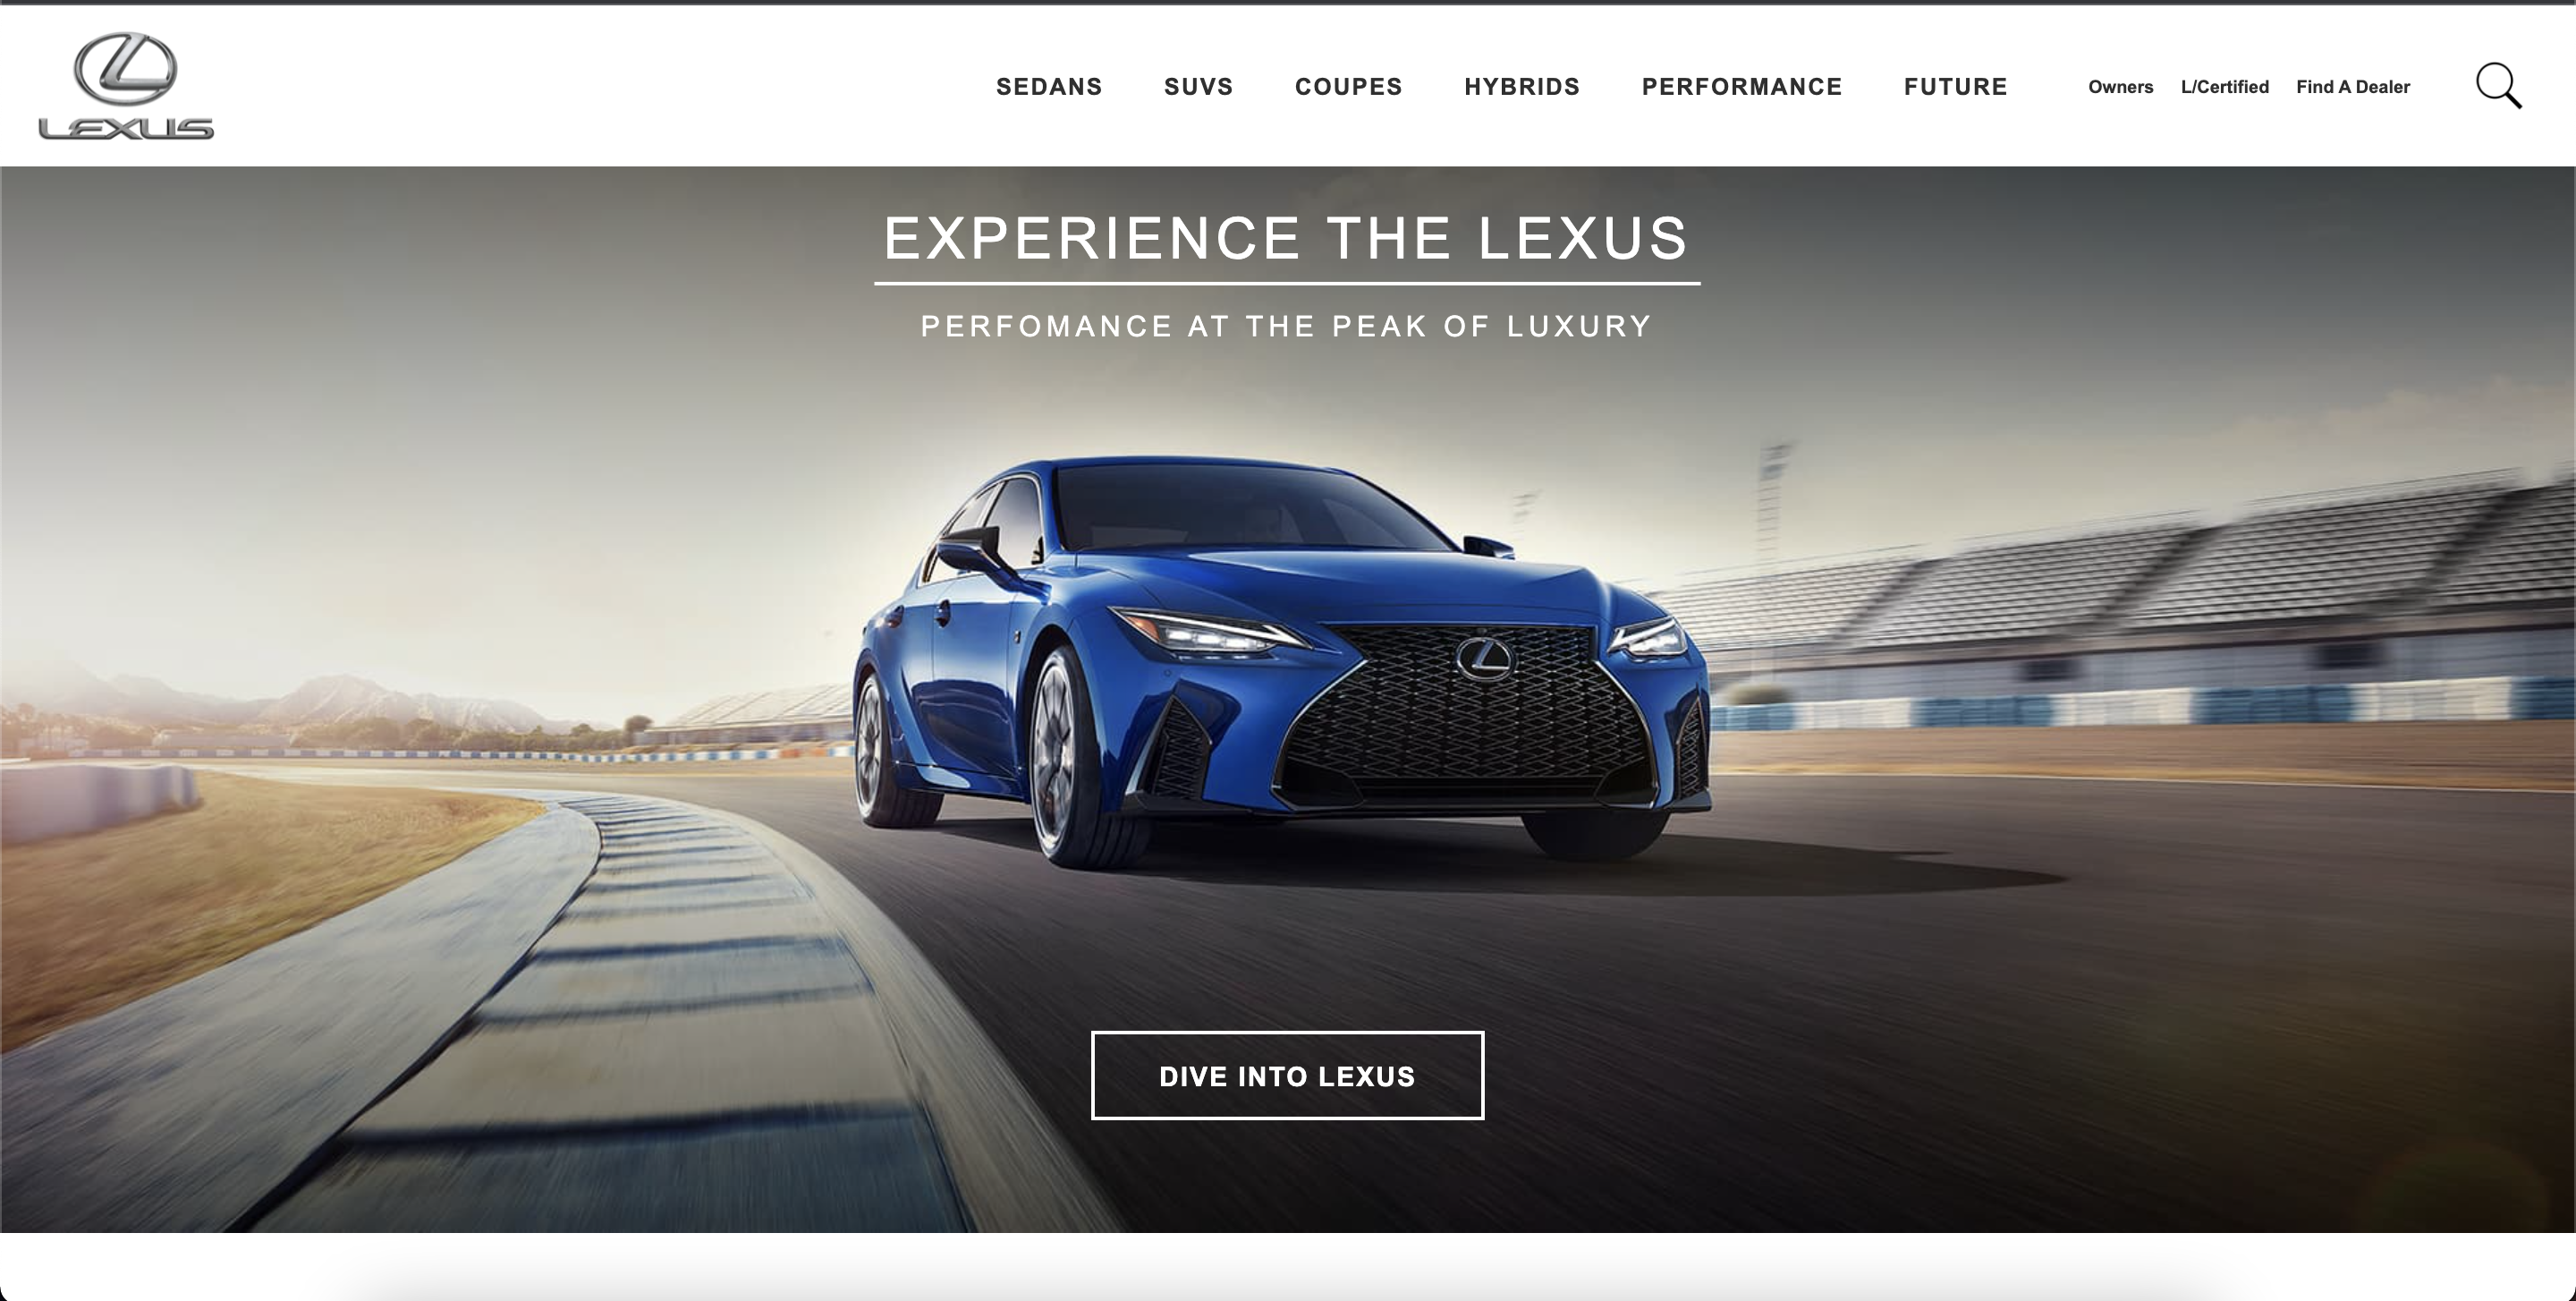 LEXUS
SEDANS SUVS COUPES HYBRIDS PERFORMANCE FUTURE Owners L/Certified Find A Dealer
EXPERIENCE THE LEXUS
PERFOMANCE AT THE PEAK OF LUXURY
DIVE INTO LEXUS